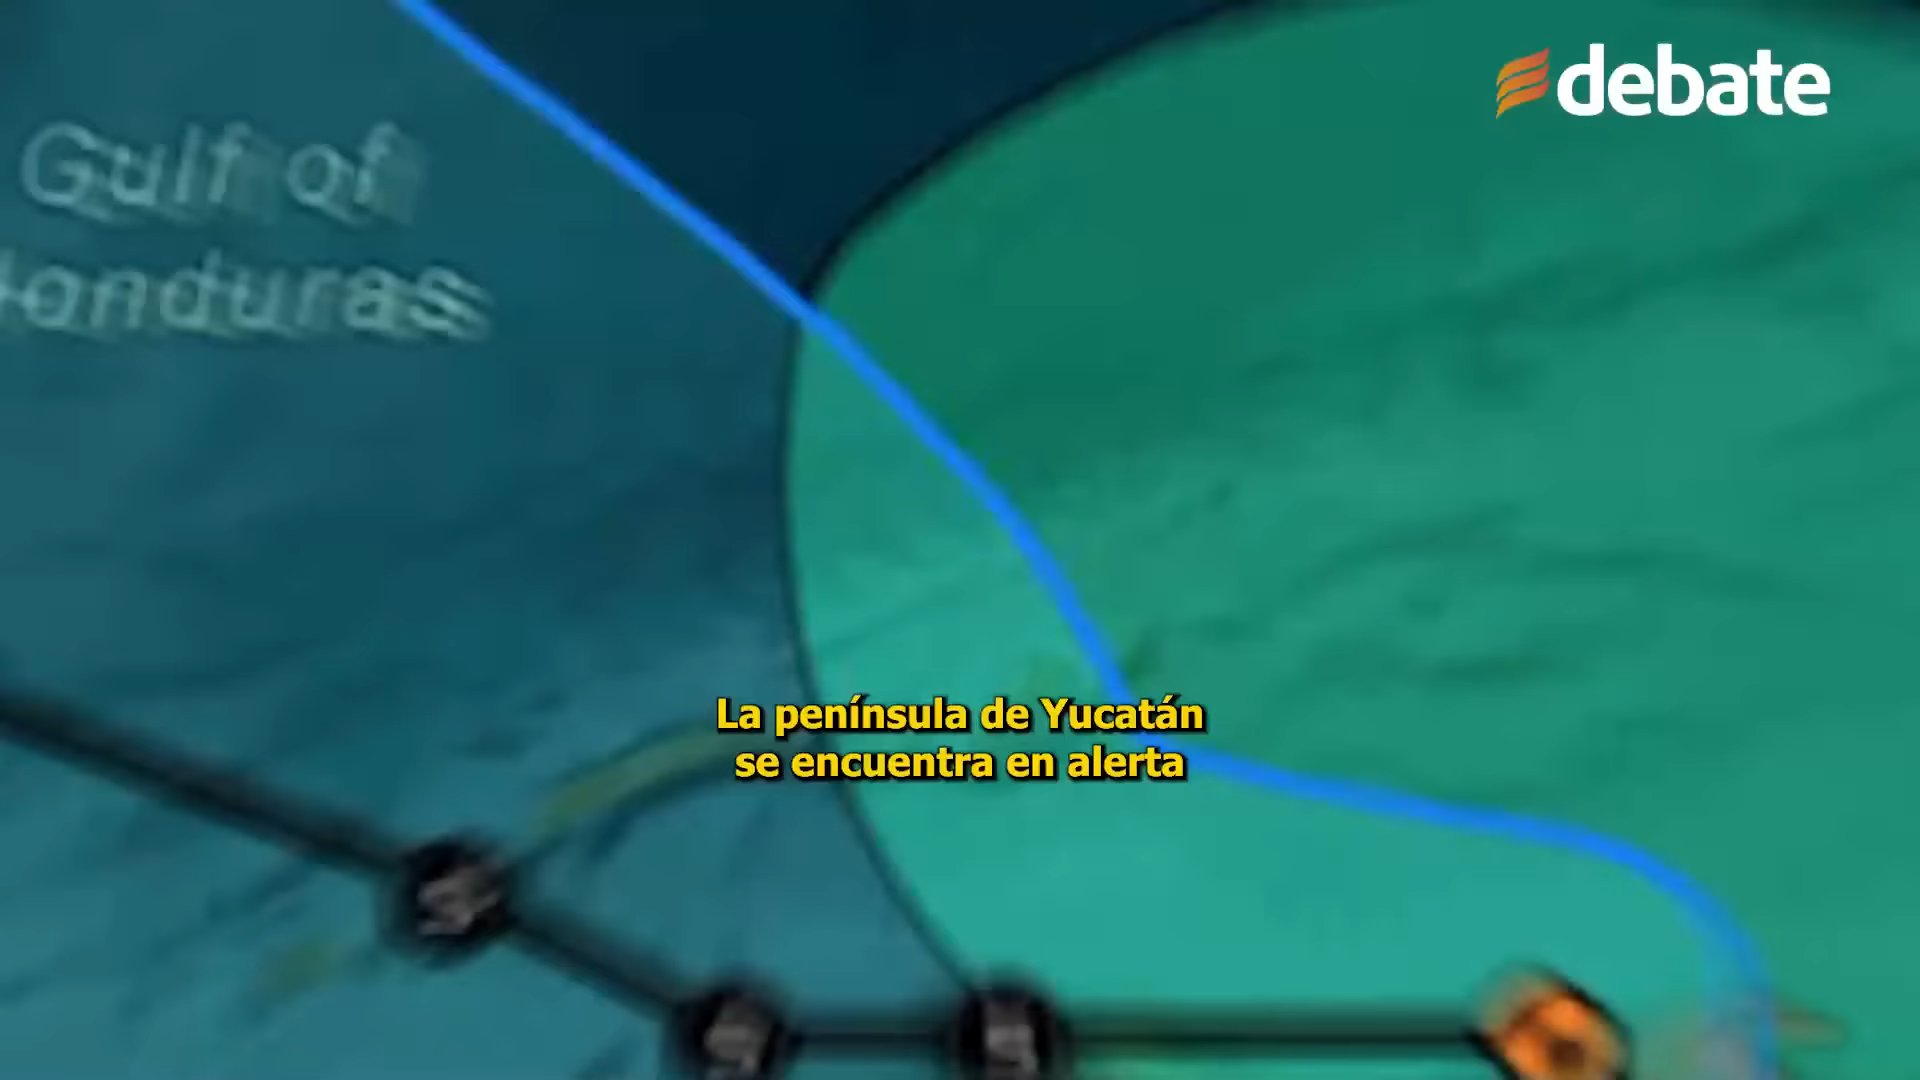 debate
Gulf of
Honduras
La península de Yucatán
se encuentra en alerta
S
S
S